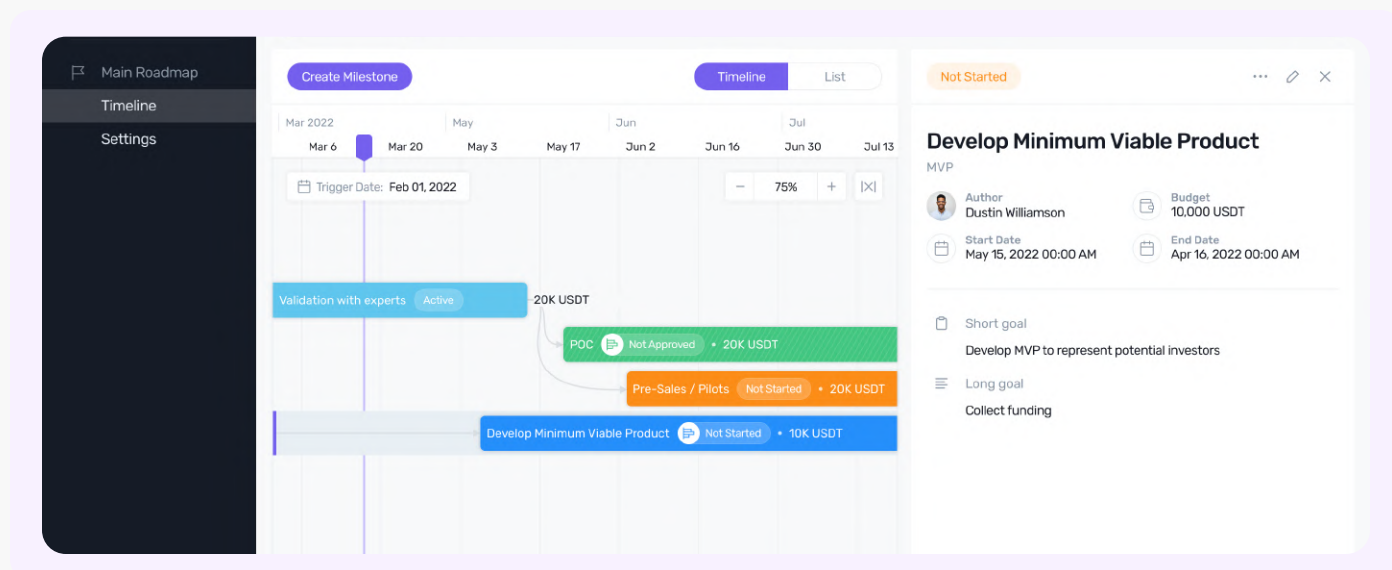 Main Roadmap
Timeline
Settings
Create Milestone
Timeline List
Mar 2022 May Jun Jul
Mar 6 Mar 20 May 3 May 17 Jun 2 Jun 16 Jun 30 Jul 13
Trigger Date: Feb 01, 2022
− 75% +
Validation with experts Active 20K USDT
POC Not Approved • 20K USDT
Pre-Sales / Pilots Not Started • 20K USDT
Develop Minimum Viable Product Not Started • 10K USDT
Not Started
Develop Minimum Viable Product
MVP
Author
Dustin Williamson
Budget
10,000 USDT
Start Date
May 15, 2022 00:00 AM
End Date
Apr 16, 2022 00:00 AM
Short goal
Develop MVP to represent potential investors
Long goal
Collect funding